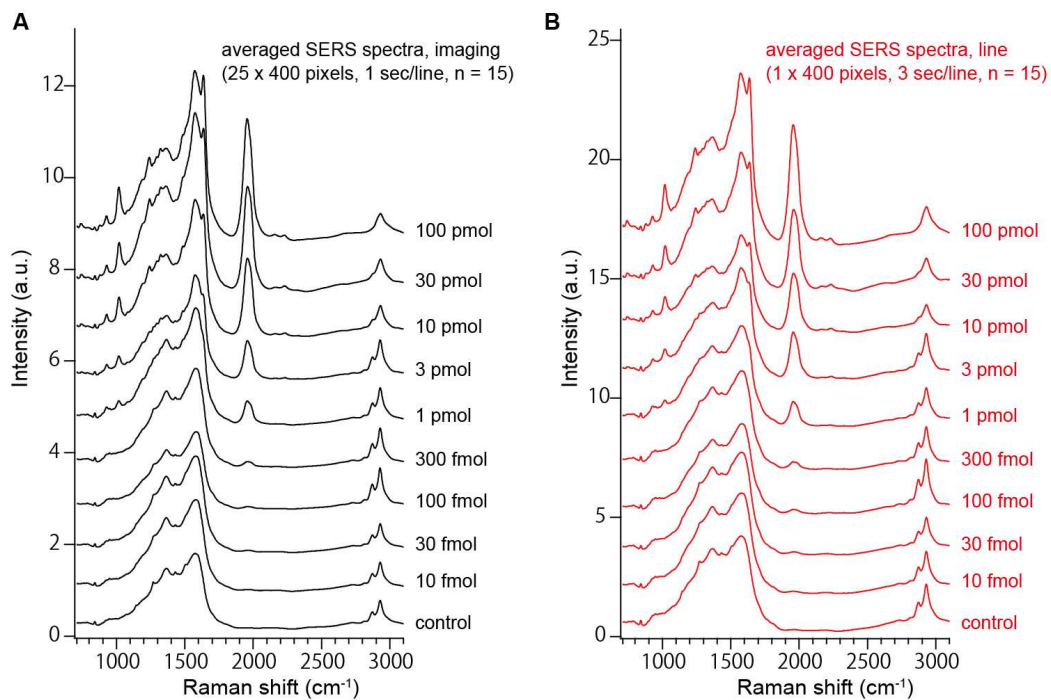 A
averaged SERS spectra, imaging
(25 x 400 pixels, 1 sec/line, n = 15)
12
10
8
6
4
2
0
Intensity (a.u.)
100 pmol
30 pmol
10 pmol
3 pmol
1 pmol
300 fmol
100 fmol
30 fmol
10 fmol
control
1000 1500 2000 2500 3000
Raman shift (cm⁻¹)
B
averaged SERS spectra, line
(1 x 400 pixels, 3 sec/line, n = 15)
25
20
15
10
5
0
Intensity (a.u.)
100 pmol
30 pmol
10 pmol
3 pmol
1 pmol
300 fmol
100 fmol
30 fmol
10 fmol
control
1000 1500 2000 2500 3000
Raman shift (cm⁻¹)